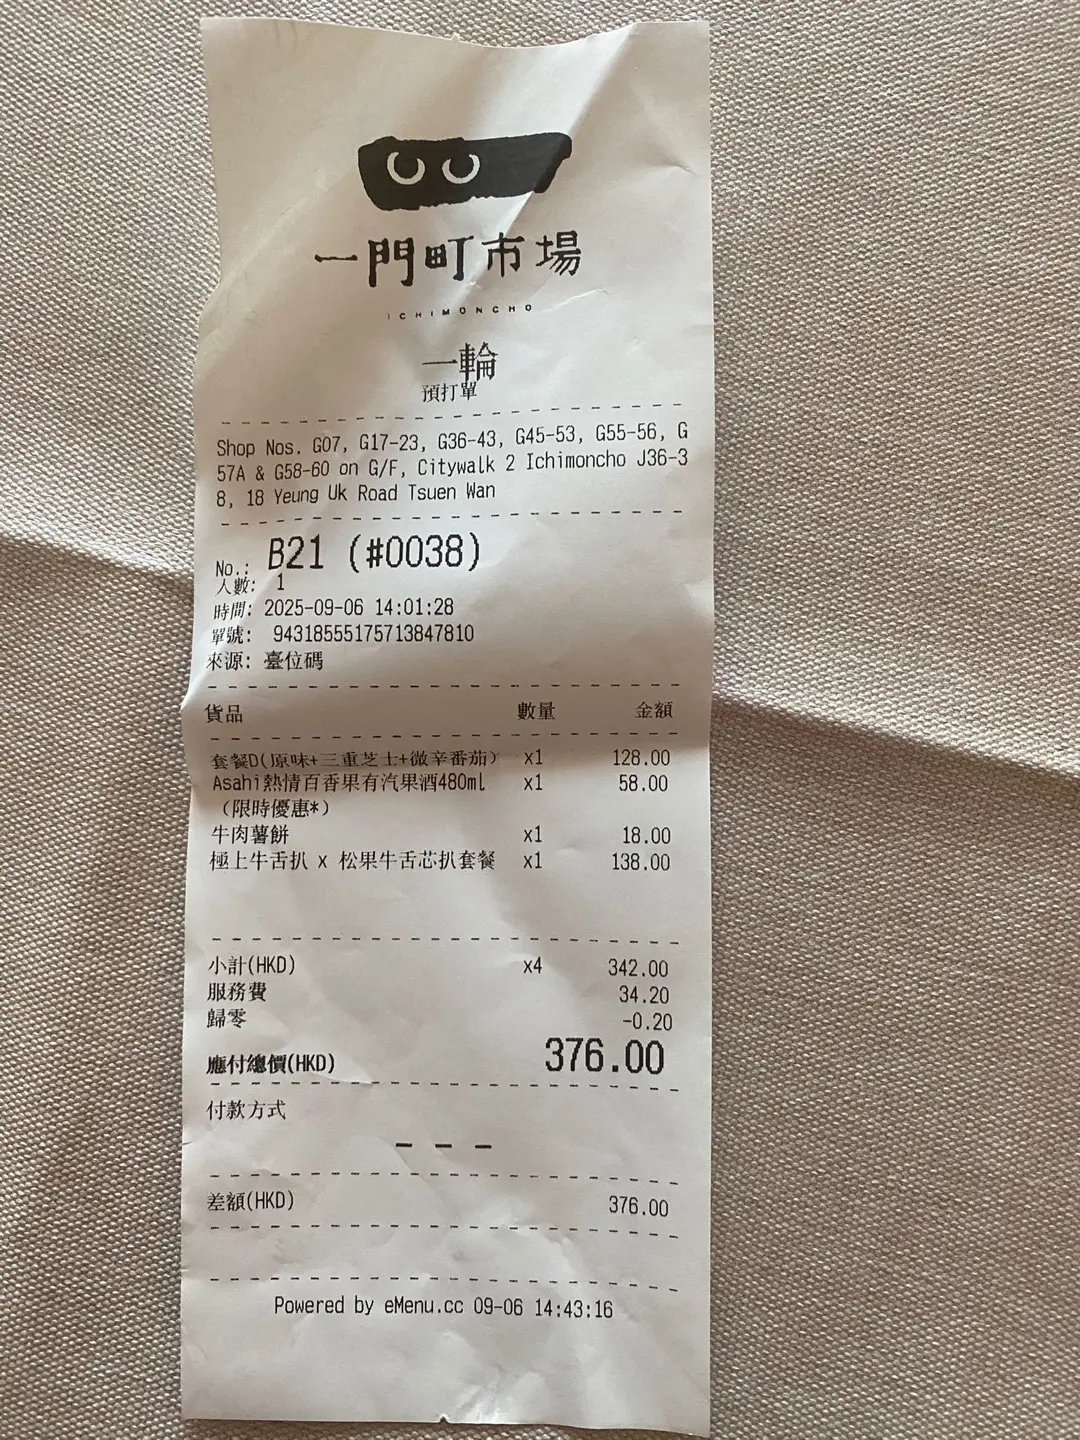 一門町市場
ICHIMONCHO
一輪
預打單
Shop Nos. G07, G17-23, G36-43, G45-53, G55-56, G
57A & G58-60 on G/F, Citywalk 2 Ichimoncho J36-3
8, 18 Yeung Uk Road Tsuen Wan
No.: B21 (#0038)
人數: 1
時間: 2025-09-06 14:01:28
單號: 94318555175713847810
來源: 臺位碼
貨品 數量 金額
套餐D(原味+三重芝士+微辛番茄) x1 128.00
Asahi熱情百香果有汽果酒480ml x1 58.00
(限時優惠*)
牛肉薯餅 x1 18.00
極上牛舌扒 x 松果牛舌芯扒套餐 x1 138.00
小計(HKD) x4 342.00
服務費 34.20
歸零 -0.20
應付總價(HKD) 376.00
付款方式
- - -
差額(HKD) 376.00
Powered by eMenu.cc 09-06 14:43:16